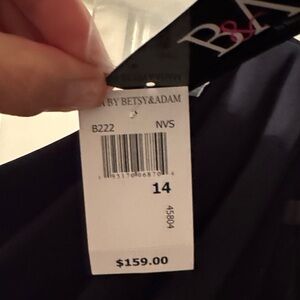 B&A
BY BETSY&ADAM
B222 NVS
14
45804
$159.00